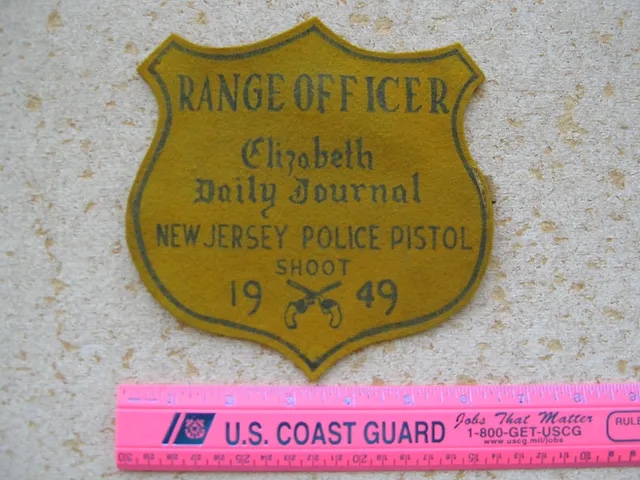 RANGE OFFICER
Elizabeth
Daily Journal
NEW JERSEY POLICE PISTOL
SHOOT
19 49
U.S. COAST GUARD
Jobs That Matter
1-800-GET-USCG
www.uscg.mil/jobs
RULE